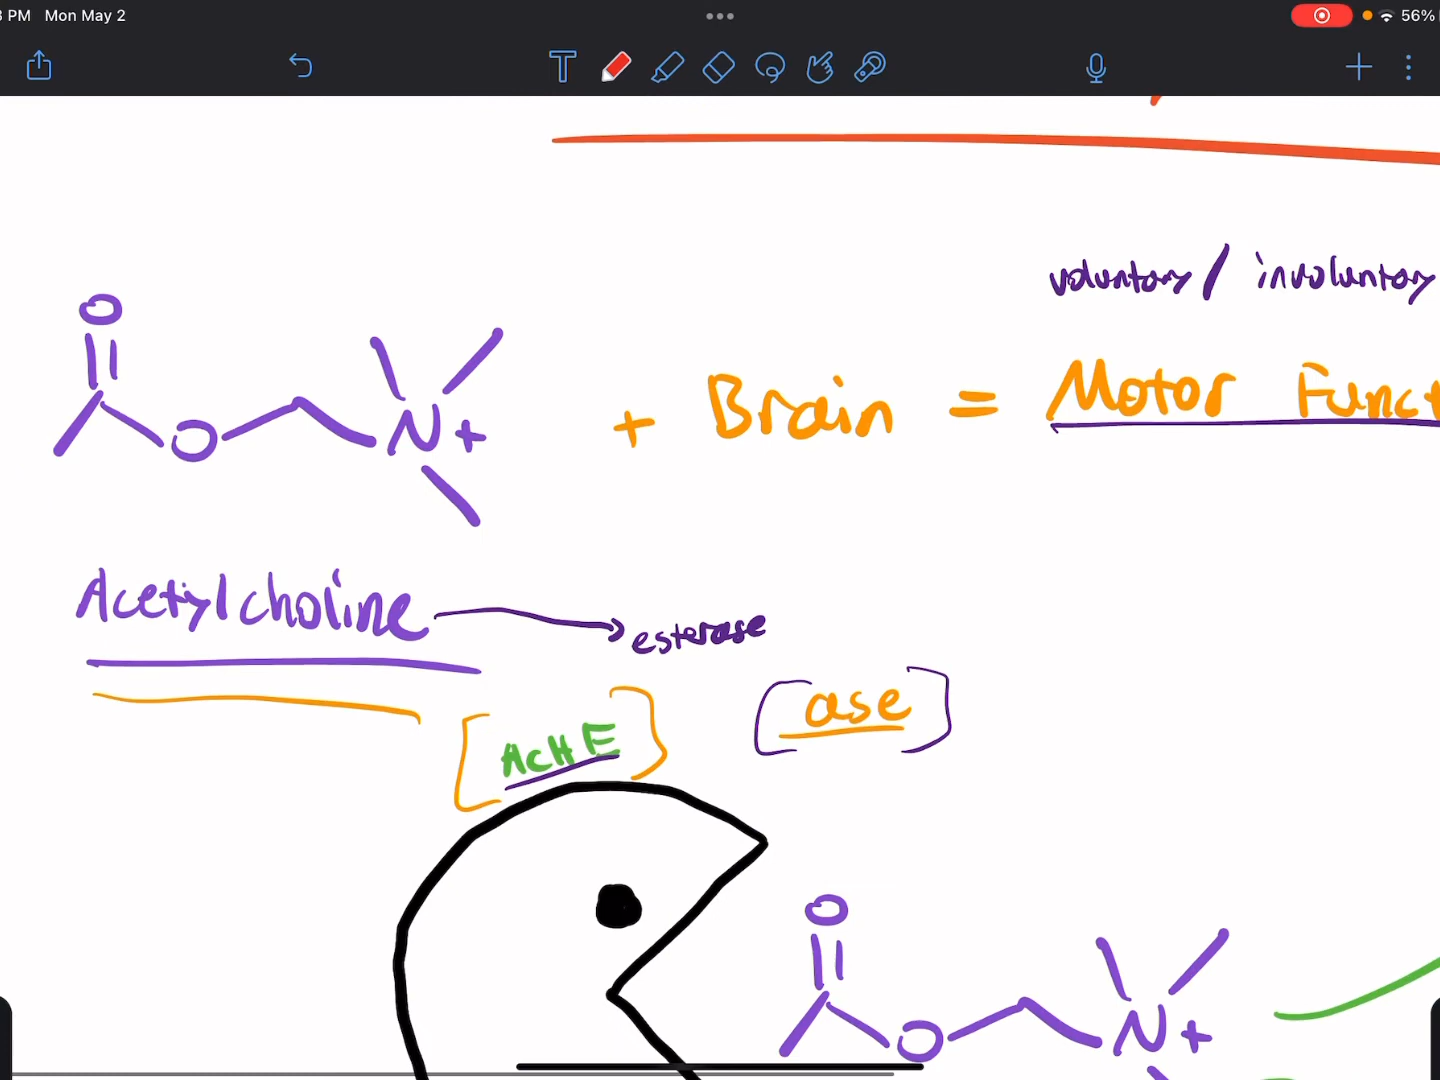 PM Mon May 2
56%
voluntary / involuntary
O
O N+
+ Brain = Motor Funct
Acetylcholine → esterase
[ase]
[AcHE]
O
O N+